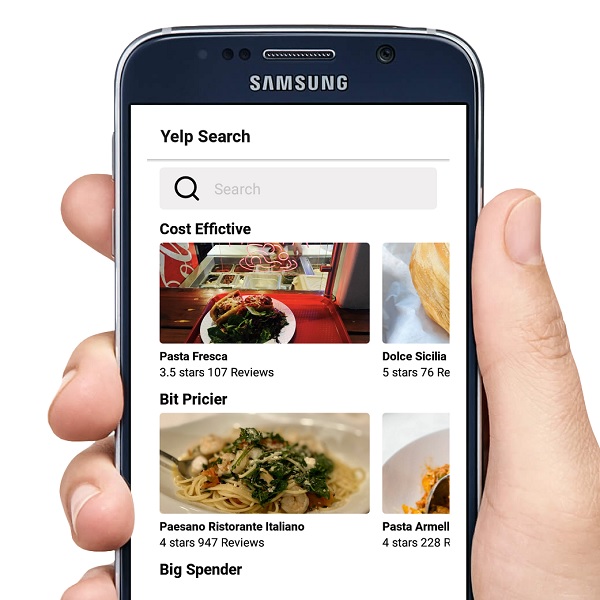 SAMSUNG
Yelp Search
Search
Cost Effictive
Pasta Fresca
3.5 stars 107 Reviews
Dolce Sicilia
5 stars 76 Re
Bit Pricier
Paesano Ristorante Italiano
4 stars 947 Reviews
Pasta Armell
4 stars 228 R
Big Spender